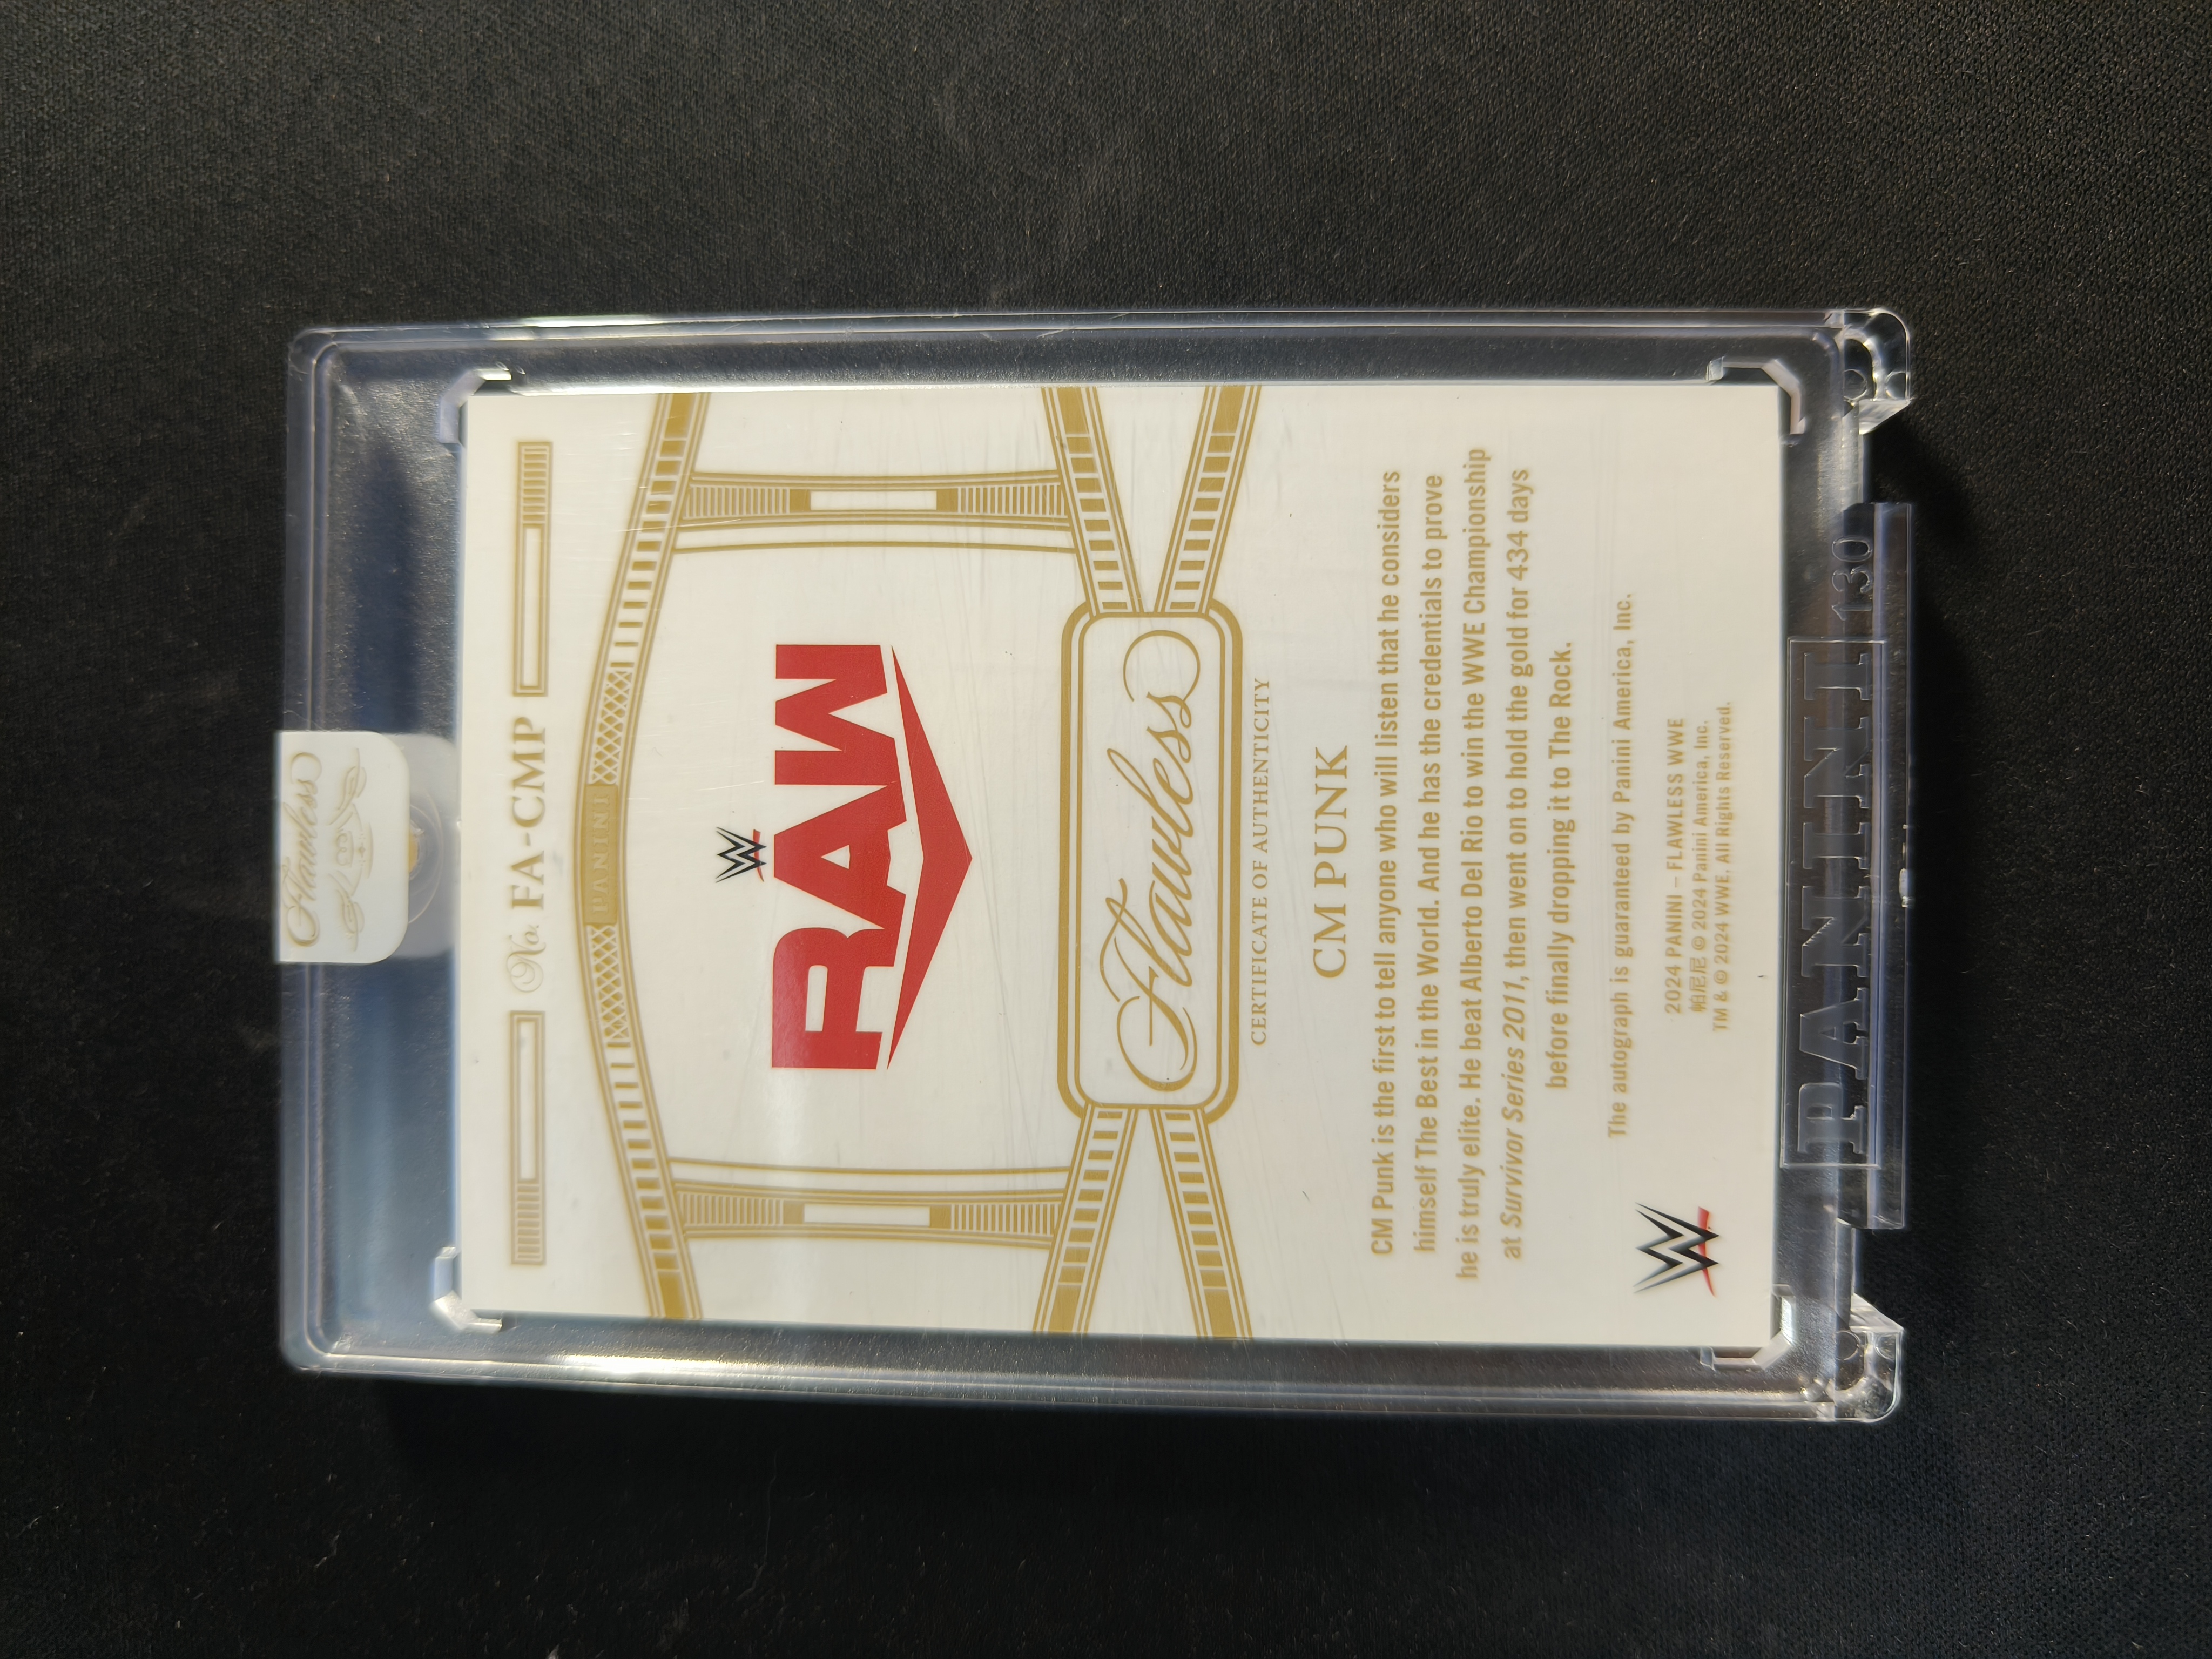 Flawless
No. FA-CMP
PANINI
W
RAW
Flawless
CERTIFICATE OF AUTHENTICITY
CM PUNK
CM Punk is the first to tell anyone who will listen that he considers
himself The Best in the World. And he has the credentials to prove
he is truly elite. He beat Alberto Del Rio to win the WWE Championship
at Survivor Series 2011, then went on to hold the gold for 434 days
before finally dropping it to The Rock.
The autograph is guaranteed by Panini America, Inc.
2024 PANINI – FLAWLESS WWE
帕尼尼 © 2024 Panini America, Inc.
TM & © 2024 WWE. All Rights Reserved.
W
PANINI 130